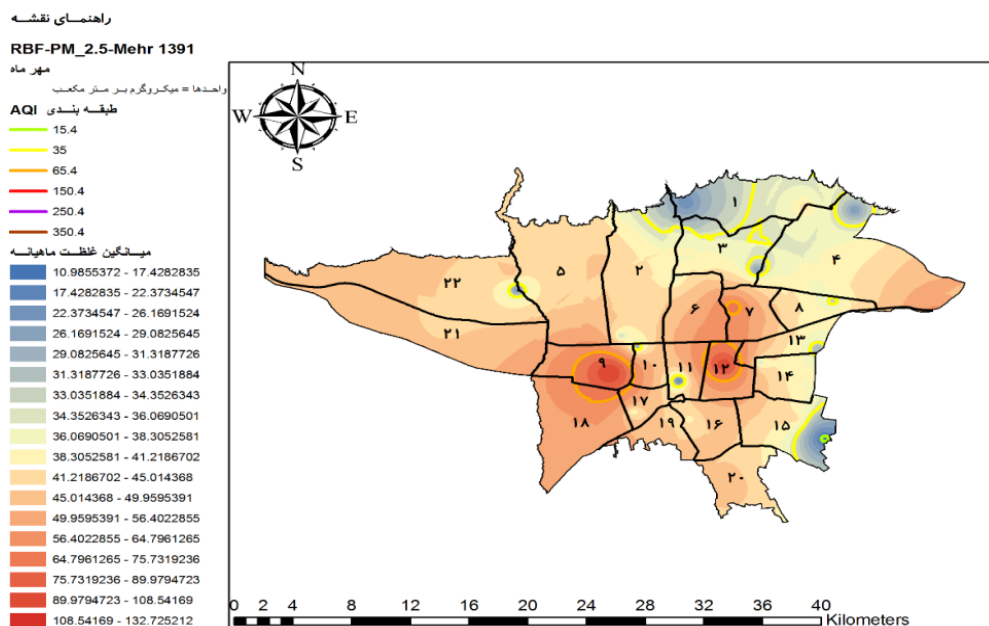 راهنمـــای نقشـــه
RBF-PM_2.5-Mehr 1391
مهر ماه
واحدها = میکروگرم بر متر مکعب
طبقه بندی AQI
15.4
35
65.4
150.4
250.4
350.4
میـــانگین غلظت ماهیانـــه
10.9855372 - 17.4282835
17.4282835 - 22.3734547
22.3734547 - 26.1691524
26.1691524 - 29.082645
29.0822645 - 31.3187726
31.3187726 - 33.0351884
33.0351884 - 34.3526343
34.3526343 - 36.0690501
36.0690501 - 38.3052581
38.3052581 - 41.2186702
41.2186702 - 45.014368
45.014368 - 49.9595391
49.9595391 - 56.4022855
56.4022855 - 64.7961265
64.7961265 - 75.7319236
75.7319236 - 89.9794723
89.9794723 - 108.54169
108.54169 - 132.725212
N
W E
S
۱
۳
۴
۵
۲
۲۲
۶
۷
۸
۲۱
۱۳
۹
۱۰
۱۱
۱۲
۱۴
۱۷
۱۸
۱۹
۱۶
۱۵
۲۰
0 2 4 8 12 16 20 24 28 32 36 40
Kilometers